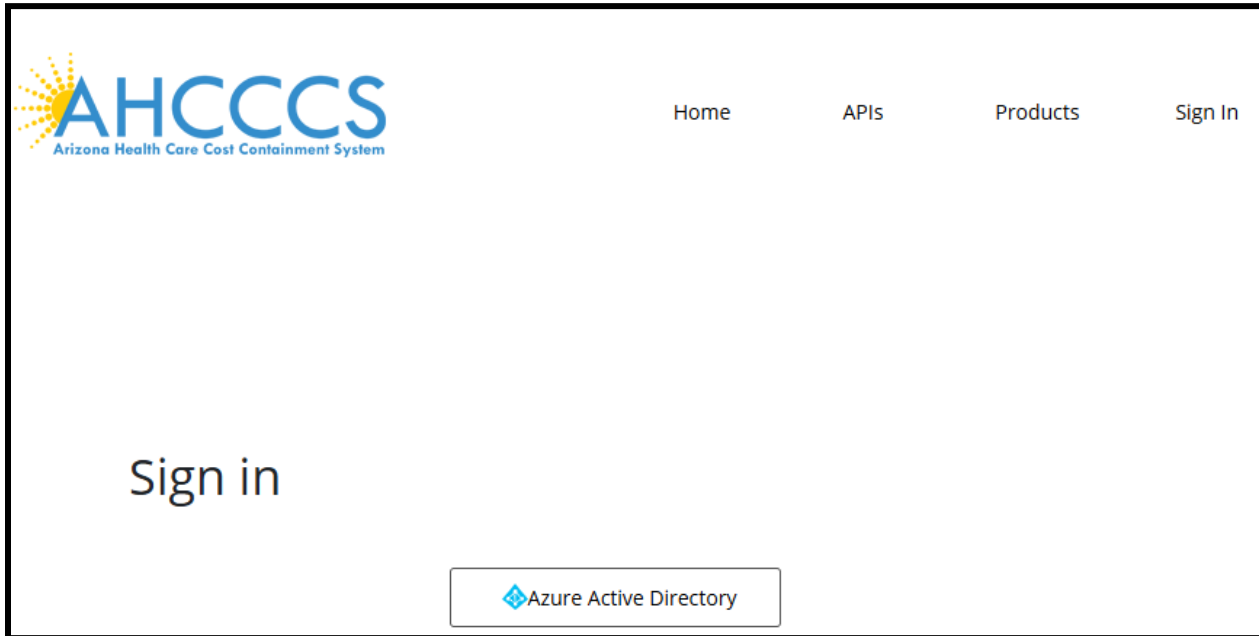 AHCCCS
Arizona Health Care Cost Containment System
Home APIs Products Sign In
Sign in
Azure Active Directory